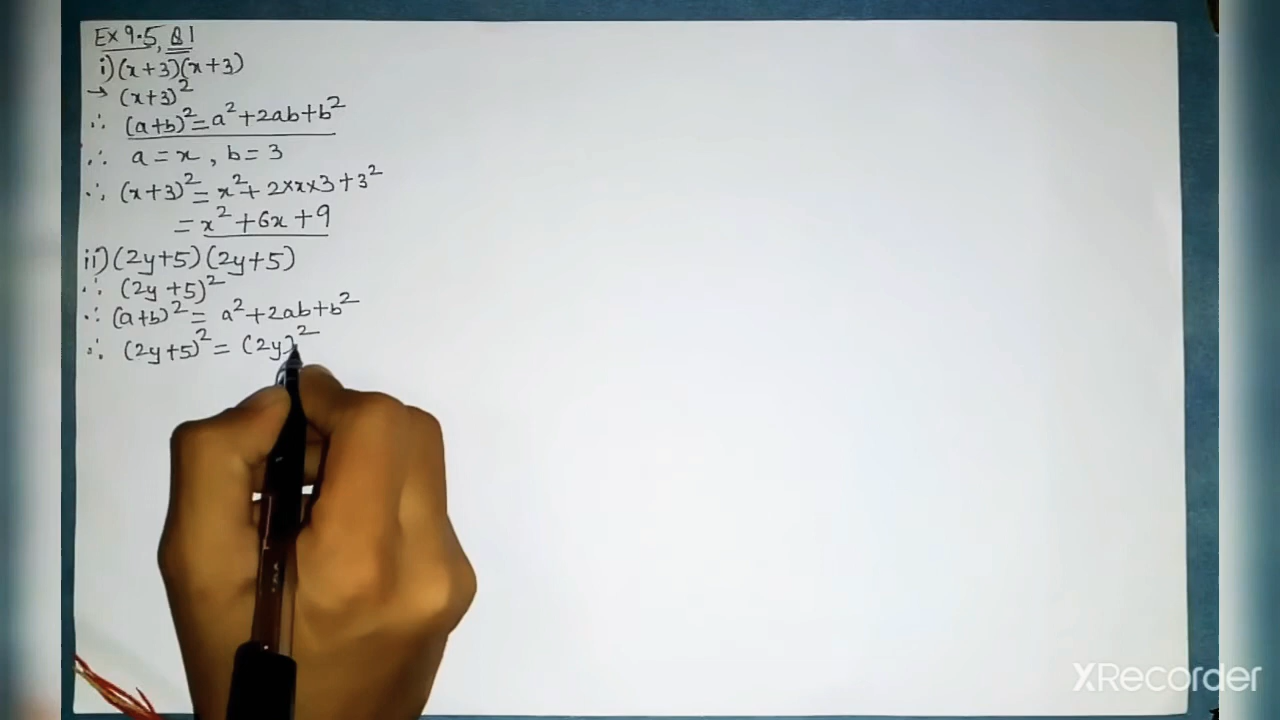 Ex 9.5, Q1
i) (x+3)(x+3)
→ (x+3)²
∴ (a+b)² = a² + 2ab + b²
∴ a = x , b = 3
∴ (x+3)² = x² + 2×x×3 + 3²
= x² + 6x + 9
ii) (2y+5) (2y+5)
∴ (2y+5)²
∴ (a+b)² = a² + 2ab + b²
∴ (2y+5)² = (2y)²
XRecorder